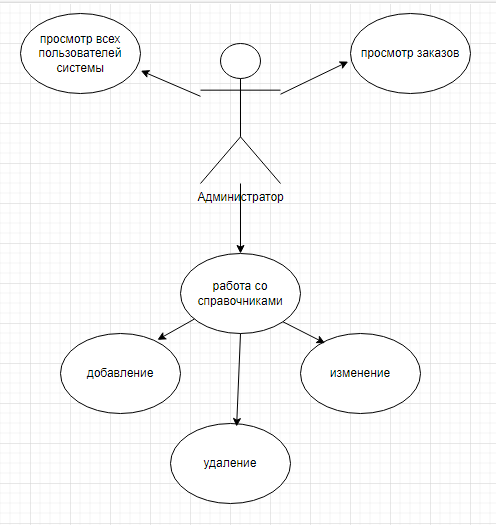 просмотр всех
пользователей
системы
просмотр заказов
Администратор
работа со
справочниками
добавление
изменение
удаление